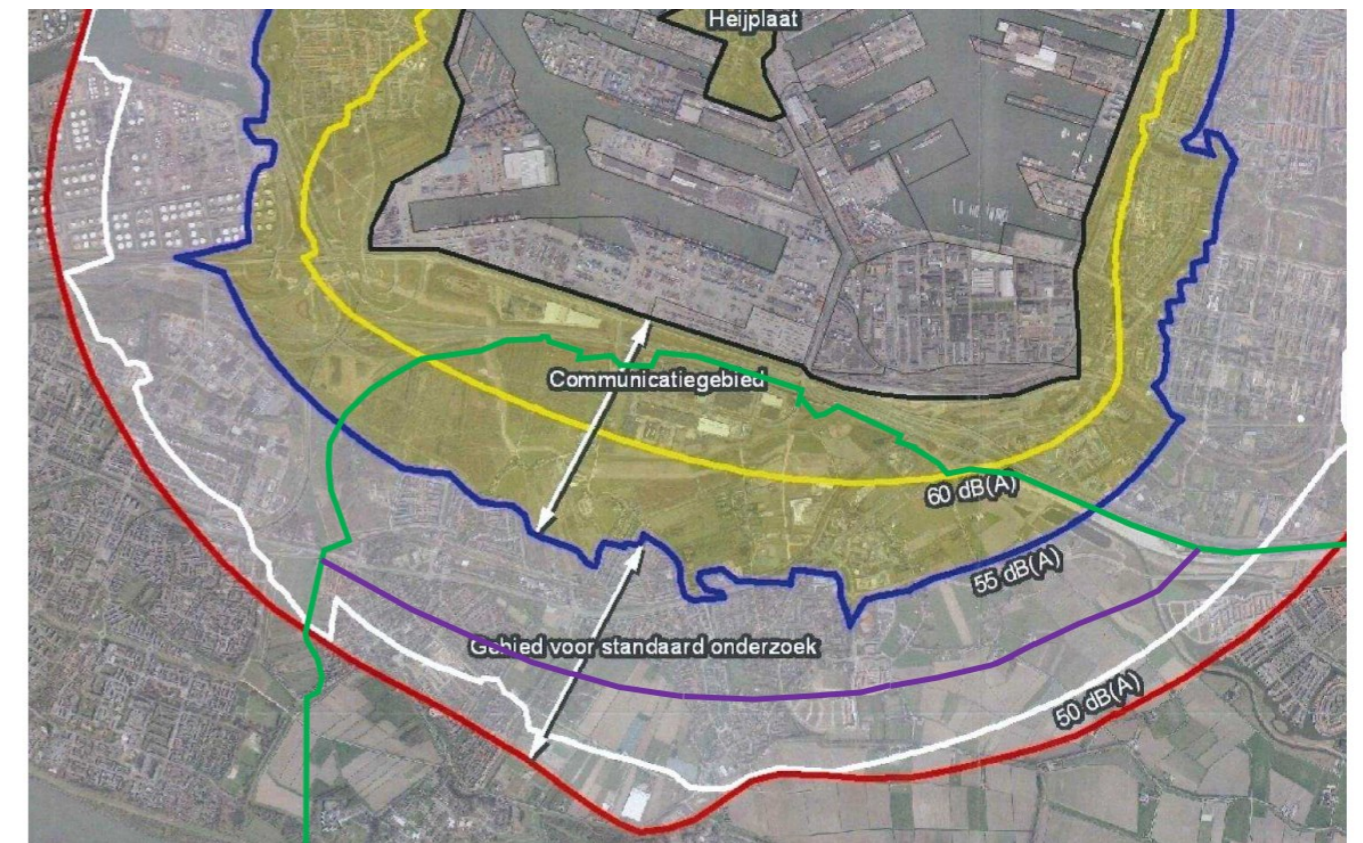 Heijplaat
Communicatiegebied
60 dB(A)
55 dB(A)
Gebied voor standaard onderzoek
50 dB(A)